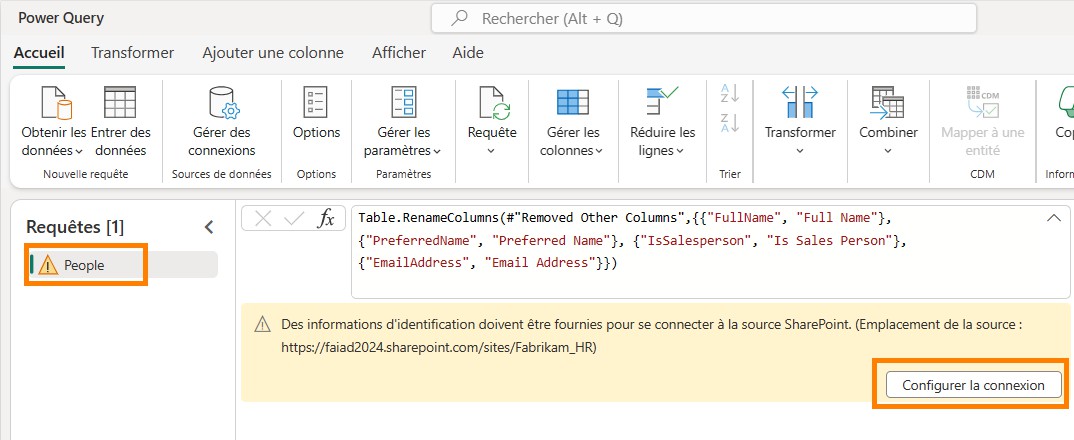 Power Query
Rechercher (Alt + Q)
Accueil Transformer Ajouter une colonne Afficher Aide
Obtenir les données
Entrer des données
Nouvelle requête
Gérer des connexions
Sources de données
Options
Options
Gérer les paramètres
Paramètres
Requête
Gérer les colonnes
Réduire les lignes
A
Z
Z
A
Trier
Transformer
Combiner
CDM
Mapper à une entité
CDM
Cop
Inform
Requêtes [1]
People
fx
Table.RenameColumns(#"Removed Other Columns",{{"FullName", "Full Name"},
{"PreferredName", "Preferred Name"}, {"IsSalesperson", "Is Sales Person"},
{"EmailAddress", "Email Address"}})
Des informations d'identification doivent être fournies pour se connecter à la source SharePoint. (Emplacement de la source :
https://faiad2024.sharepoint.com/sites/Fabrikam_HR)
Configurer la connexion